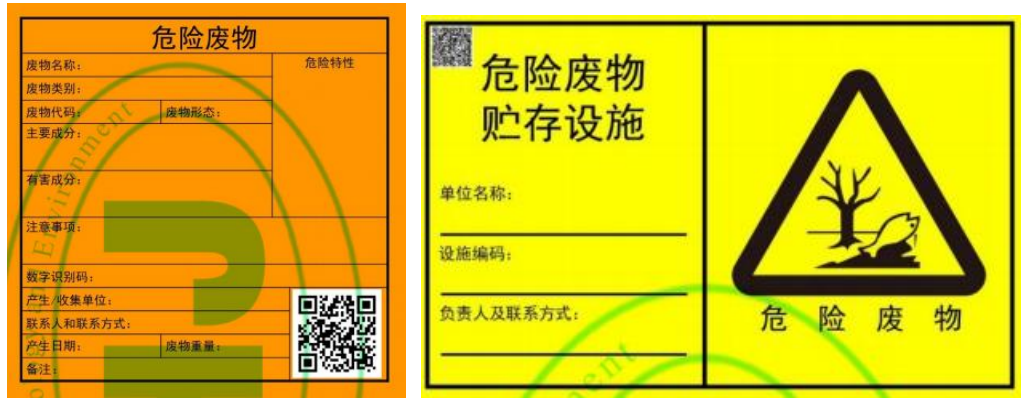 危险废物
废物名称：
危险特性
废物类别：
废物代码：
废物形态：
主要成分：
有害成分：
注意事项：
数字识别码：
产生/收集单位：
联系人和联系方式：
产生日期：
废物重量：
备注：
危险废物
贮存设施
单位名称：
设施编码：
负责人及联系方式：
危险废物